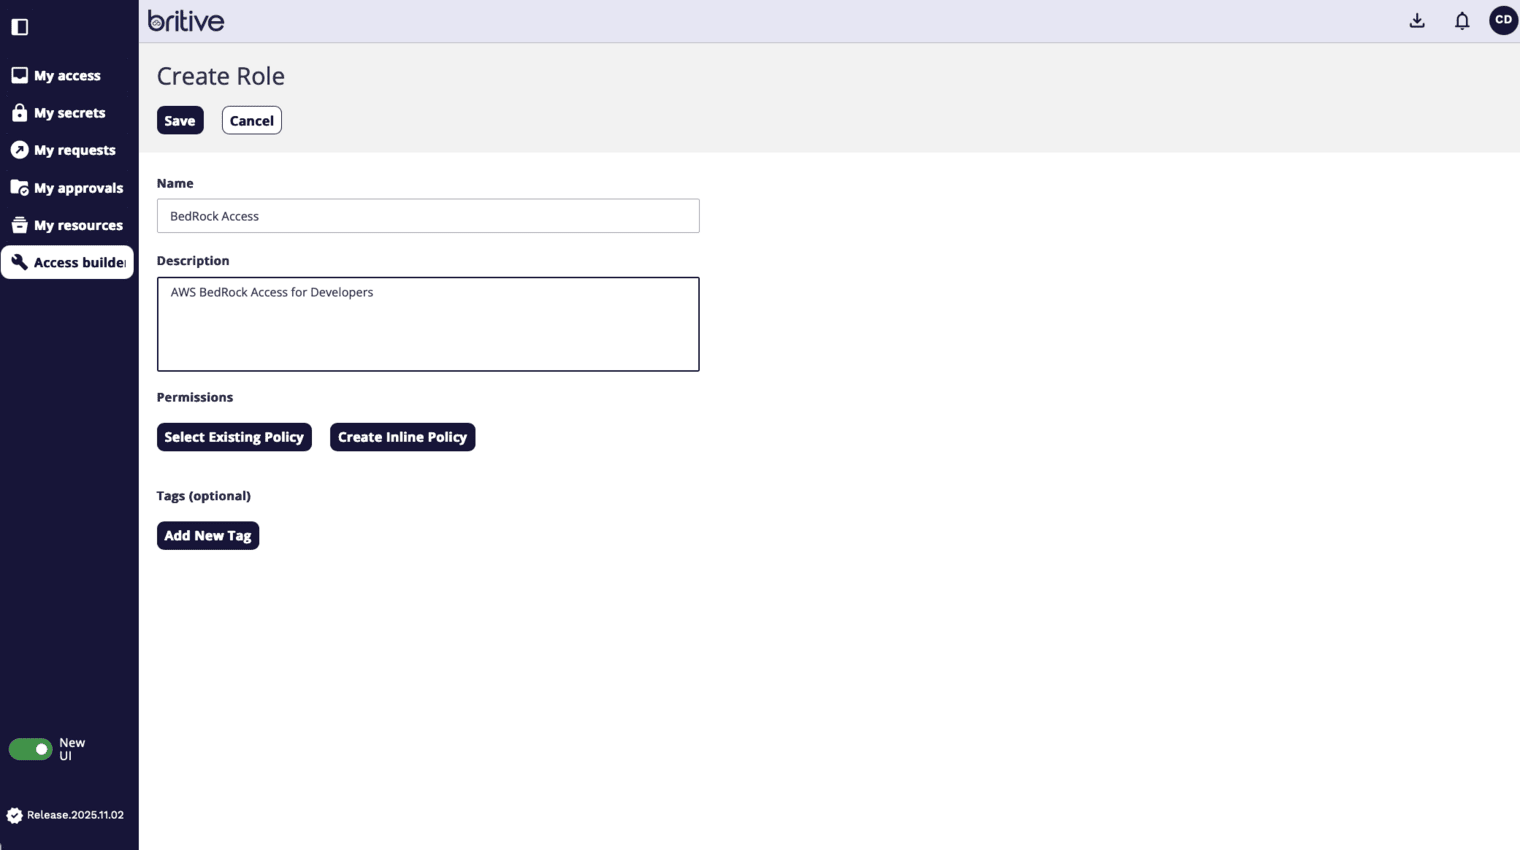 britive
CD
My access
My secrets
My requests
My approvals
My resources
Access builder
New
UI
Release.2025.11.02
Create Role
Save
Cancel
Name
BedRock Access
Description
AWS BedRock Access for Developers
Permissions
Select Existing Policy
Create Inline Policy
Tags (optional)
Add New Tag